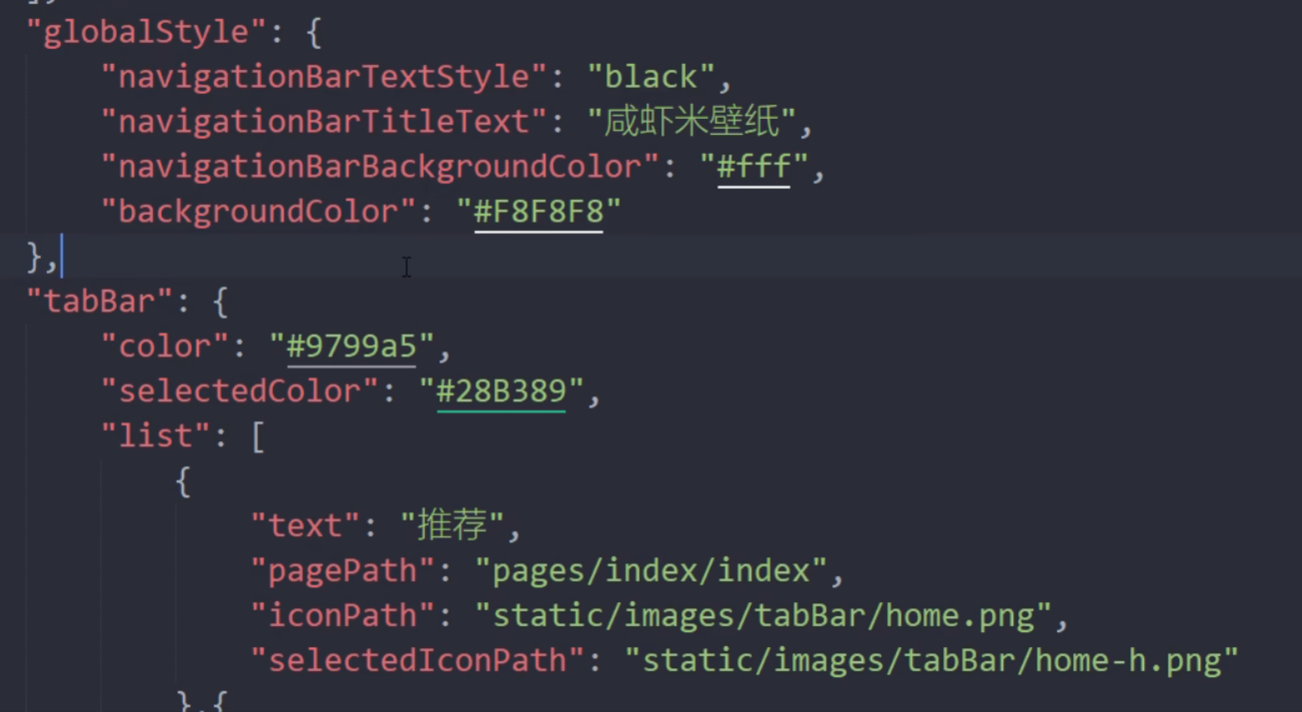 "globalStyle": {
"navigationBarTextStyle": "black",
"navigationBarTitleText": "咸虾米壁纸",
"navigationBarBackgroundColor": "#fff",
"backgroundColor": "#F8F8F8"
},
"tabBar": {
"color": "#9799a5",
"selectedColor": "#28B389",
"list": [
{
"text": "推荐",
"pagePath": "pages/index/index",
"iconPath": "static/images/tabBar/home.png",
"selectedIconPath": "static/images/tabBar/home-h.png"
},{